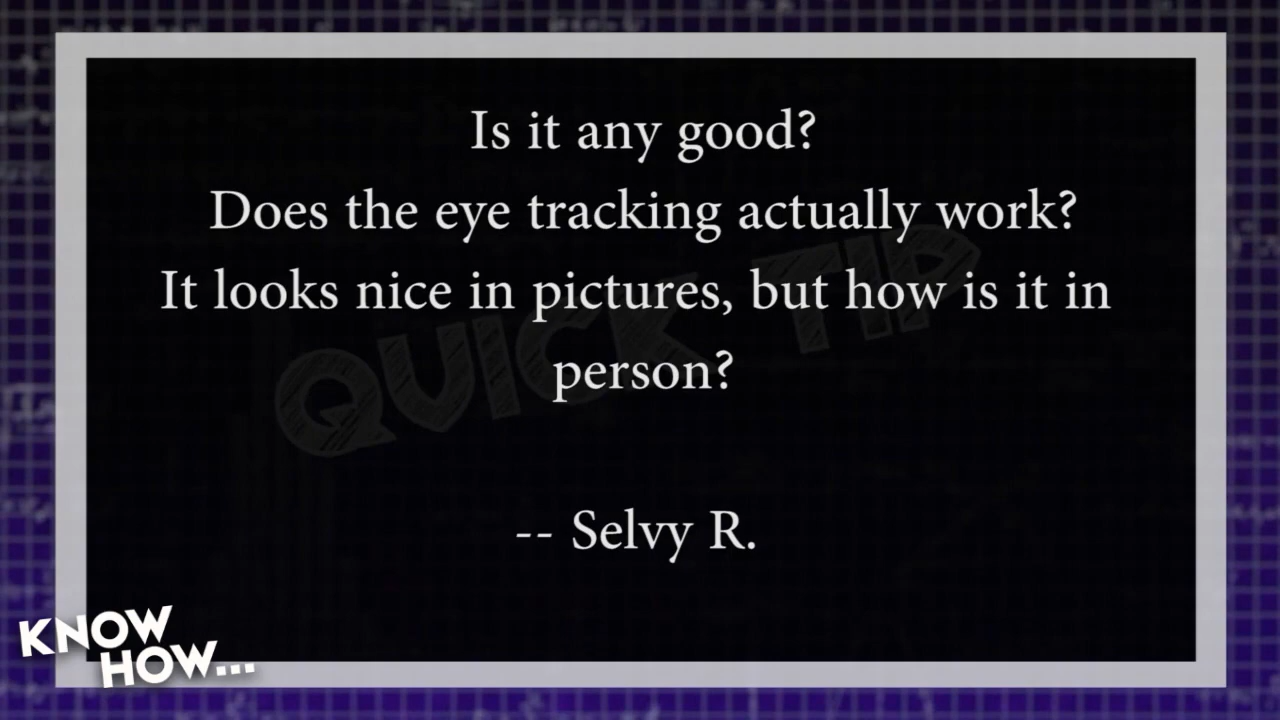 Is it any good?
Does the eye tracking actually work?
It looks nice in pictures, but how is it in
person?
QUICK TIP
-- Selvy R.
KNOW
HOW...